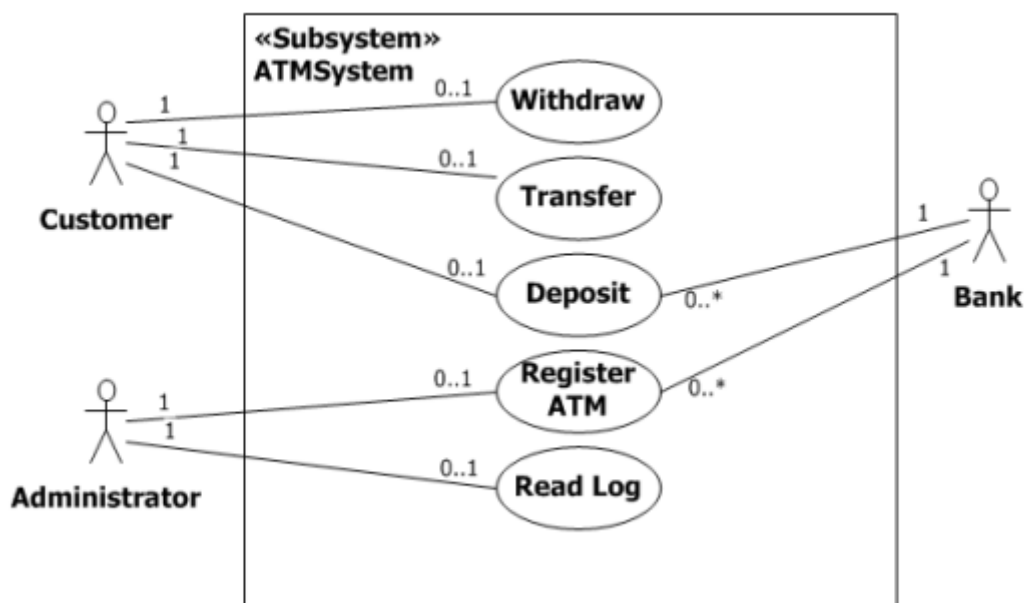 «Subsystem»
ATMSystem
1
0..1
Withdraw
1
0..1
Transfer
1
Customer
0..1
Deposit
0..*
1
1
Bank
1
0..1
Register
ATM
0..*
1
0..1
Read Log
Administrator